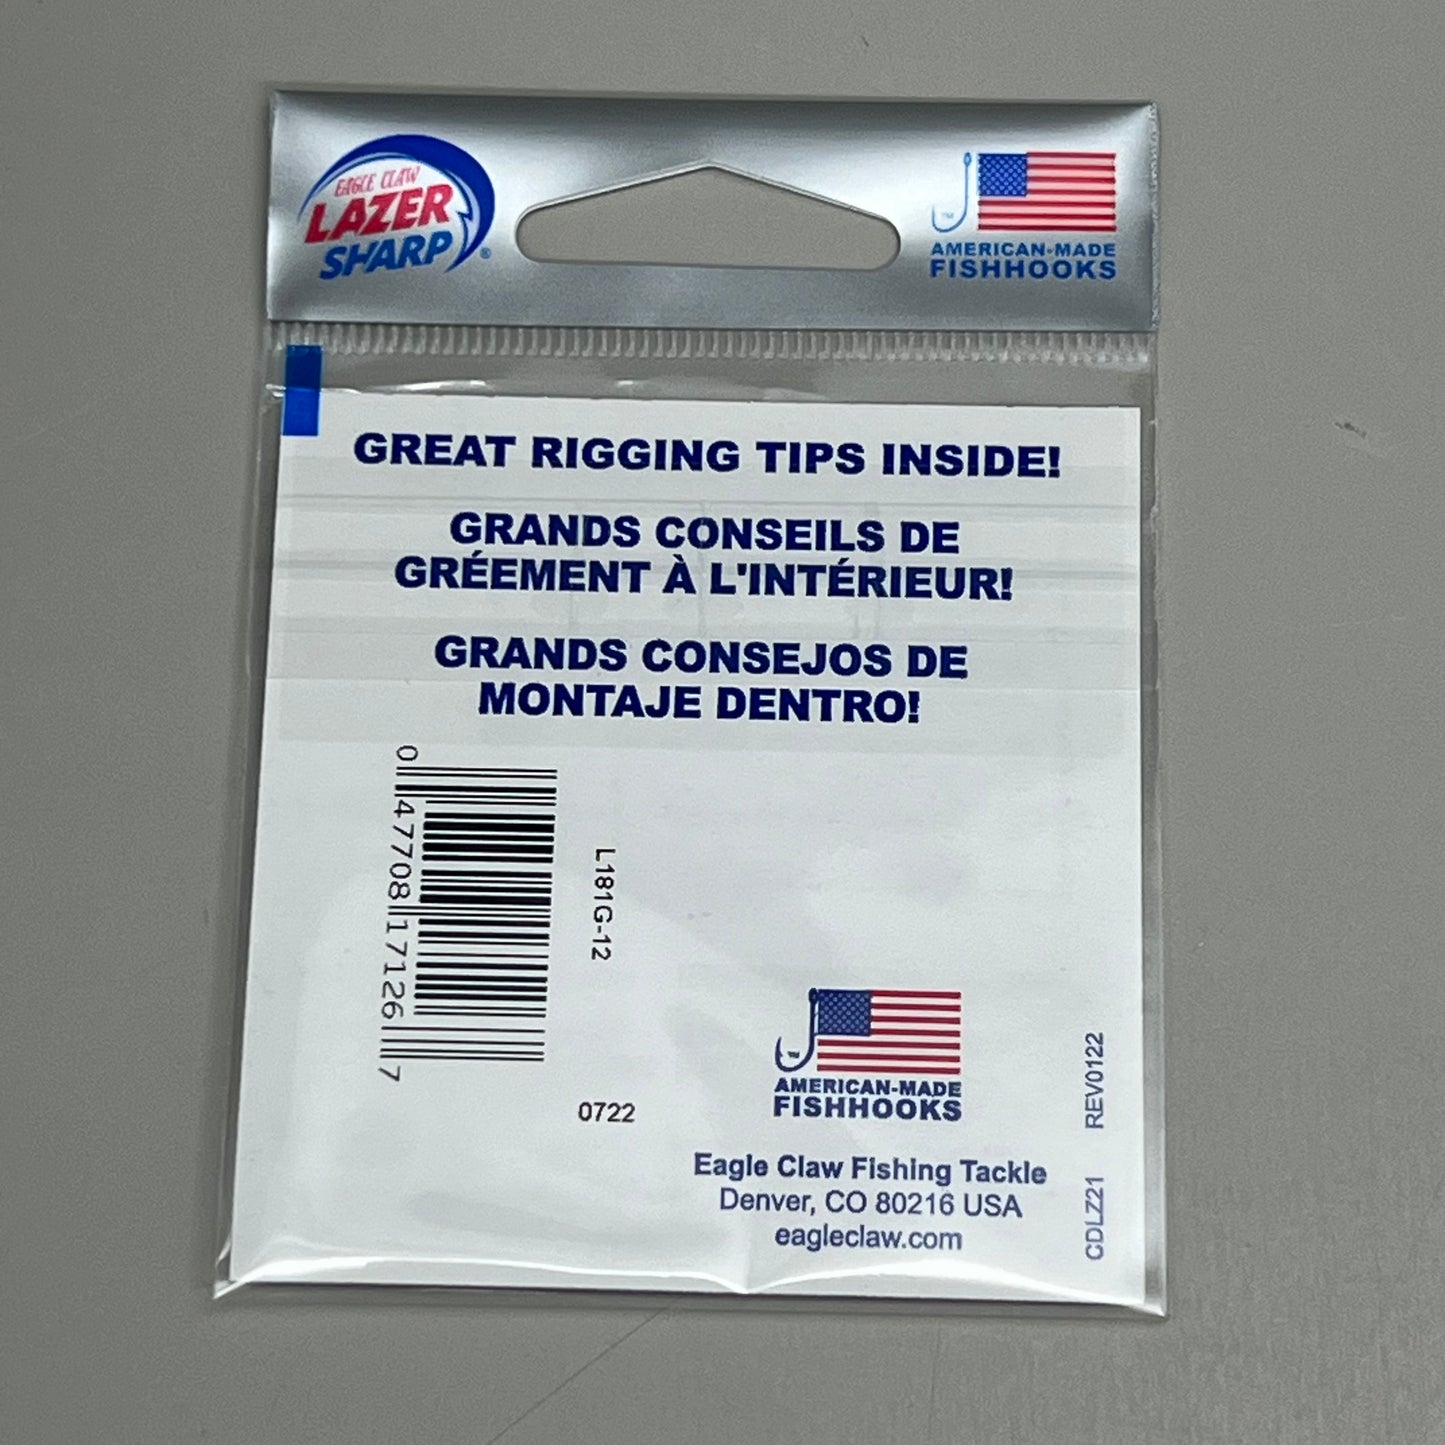 EAGLE CLAW
LAZER
SHARP®
TM
AMERICAN-MADE
FISHHOOKS
GREAT RIGGING TIPS INSIDE!
GRANDS CONSEILS DE
GRÉEMENT À L'INTÉRIEUR!
GRANDS CONSEJOS DE
MONTAJE DENTRO!
0 47708 17126 7
L181G-12
0722
AMERICAN-MADE
FISHHOOKS
Eagle Claw Fishing Tackle
Denver, CO 80216 USA
eagleclaw.com
CDLZ21 REV0122